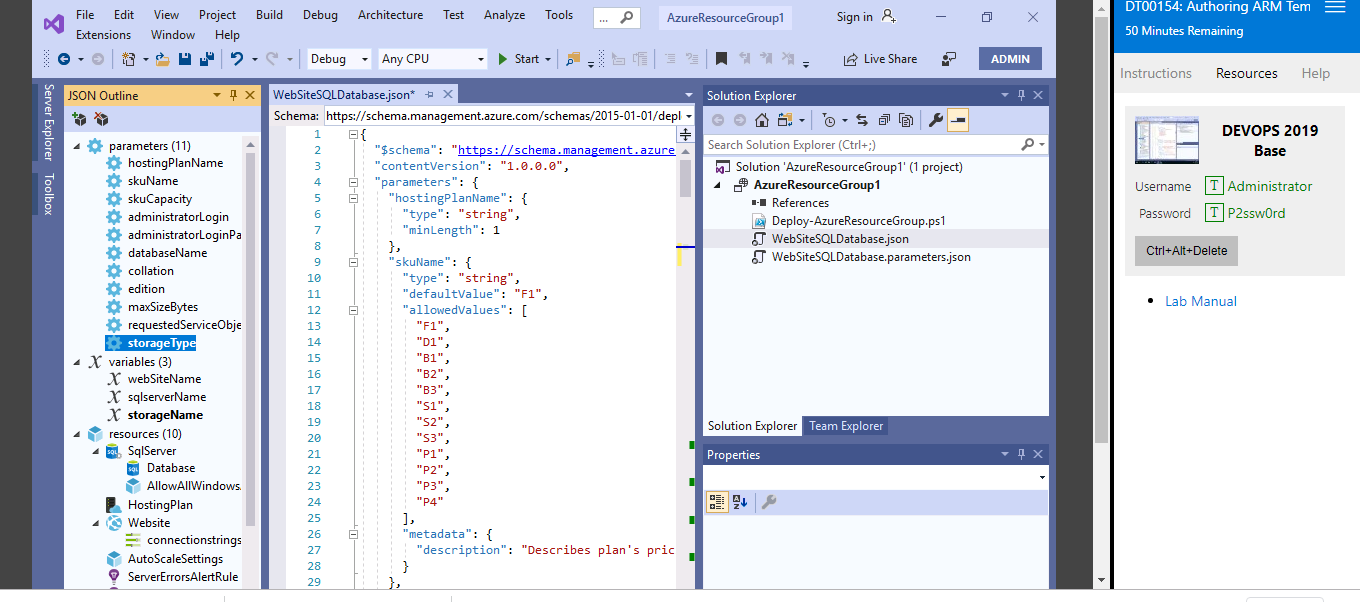 File Edit View Project Build Debug Architecture Test Analyze Tools ... AzureResourceGroup1 Sign in
Extensions Window Help
Debug Any CPU Start Live Share ADMIN
Server Explorer
Toolbox
JSON Outline
parameters (11)
hostingPlanName
skuName
skuCapacity
administratorLogin
administratorLoginPa
databaseName
collation
edition
maxSizeBytes
requestedServiceObje
storageType
variables (3)
webSiteName
sqlserverName
storageName
resources (10)
SqlServer
Database
AllowAllWindows.
HostingPlan
Website
connectionstrings
AutoScaleSettings
ServerErrorsAlertRule
WebSiteSQLDatabase.json*
Schema: https://schema.management.azure.com/schemas/2015-01-01/depl
1 {
2 "$schema": "https://schema.management.azure
3 "contentVersion": "1.0.0.0",
4 "parameters": {
5 "hostingPlanName": {
6 "type": "string",
7 "minLength": 1
8 },
9 "skuName": {
10 "type": "string",
11 "defaultValue": "F1",
12 "allowedValues": [
13 "F1",
14 "D1",
15 "B1",
16 "B2",
17 "B3",
18 "S1",
19 "S2",
20 "S3",
21 "P1",
22 "P2",
23 "P3",
24 "P4"
25 ],
26 "metadata": {
27 "description": "Describes plan's pric
28 }
29 },
Solution Explorer
Search Solution Explorer (Ctrl+;)
Solution 'AzureResourceGroup1' (1 project)
AzureResourceGroup1
References
Deploy-AzureResourceGroup.ps1
WebSiteSQLDatabase.json
WebSiteSQLDatabase.parameters.json
Solution Explorer Team Explorer
Properties
DT00154: Authoring ARM Tem
50 Minutes Remaining
Instructions Resources Help
DEVOPS 2019
Base
Username T Administrator
Password T P2ssw0rd
Ctrl+Alt+Delete
Lab Manual